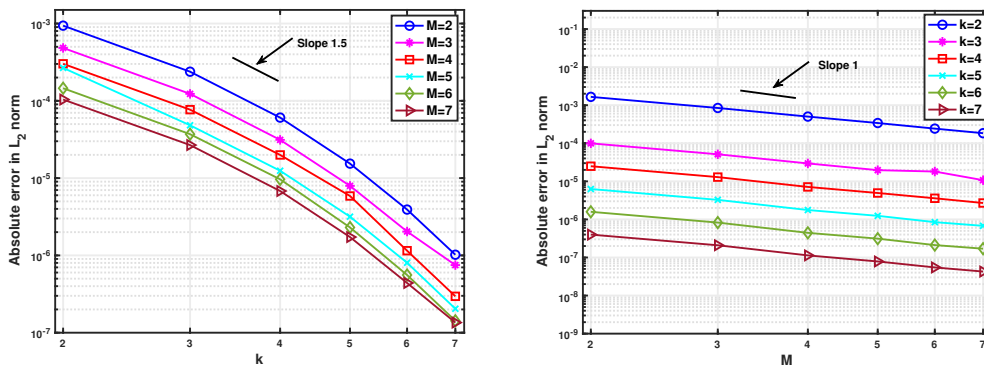 10^-3
10^-4
10^-5
10^-6
10^-7
Absolute error in L_2 norm
2
3
4
5
6
7
k
Slope 1.5
M=2
M=3
M=4
M=5
M=6
M=7
10^-1
10^-2
10^-3
10^-4
10^-5
10^-6
10^-7
10^-8
10^-9
Absolute error in L_2 norm
2
3
4
5
6
7
M
Slope 1
k=2
k=3
k=4
k=5
k=6
k=7